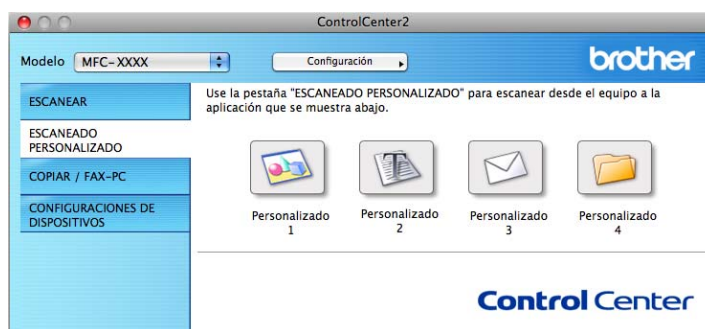 ControlCenter2
Modelo
MFC-XXXX
Configuración
brother
ESCANEAR
ESCANEADO
PERSONALIZADO
COPIAR / FAX-PC
CONFIGURACIONES DE
DISPOSITIVOS
Use la pestaña "ESCANEADO PERSONALIZADO" para escanear desde el equipo a la
aplicación que se muestra abajo.
Personalizado
1
Personalizado
2
Personalizado
3
Personalizado
4
Control Center